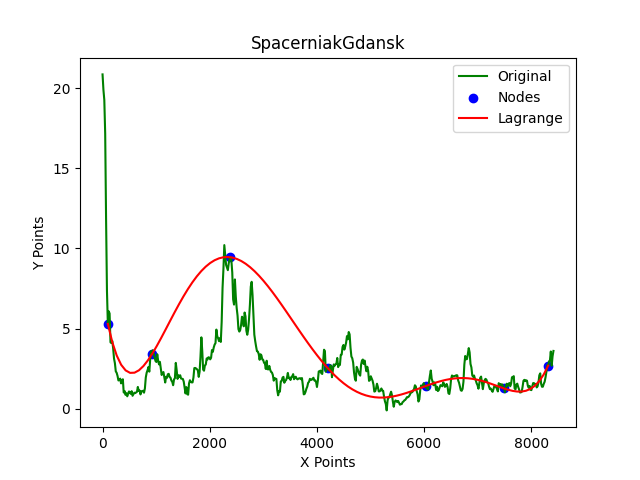 SpacerniakGdansk
Original
Nodes
Lagrange
20
15
10
5
0
Y Points
0
2000
4000
6000
8000
X Points